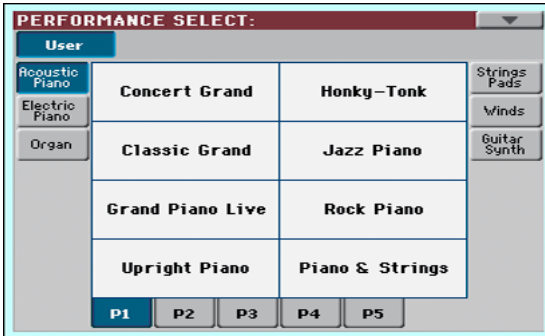 PERFORMANCE SELECT:
User
Acoustic
Piano
Electric
Piano
Organ
Concert Grand
Honky-Tonk
Classic Grand
Jazz Piano
Grand Piano Live
Rock Piano
Upright Piano
Piano & Strings
Strings
Pads
Winds
Guitar
Synth
P1 P2 P3 P4 P5